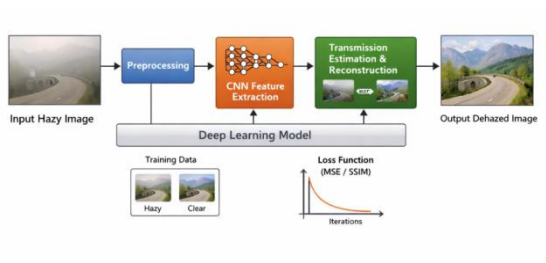 Input Hazy Image
Preprocessing
CNN Feature
Extraction
Transmission
Estimation &
Reconstruction
Output Dehazed Image
Deep Learning Model
Training Data
Hazy
Clear
Loss Function
(MSE / SSIM)
Iterations